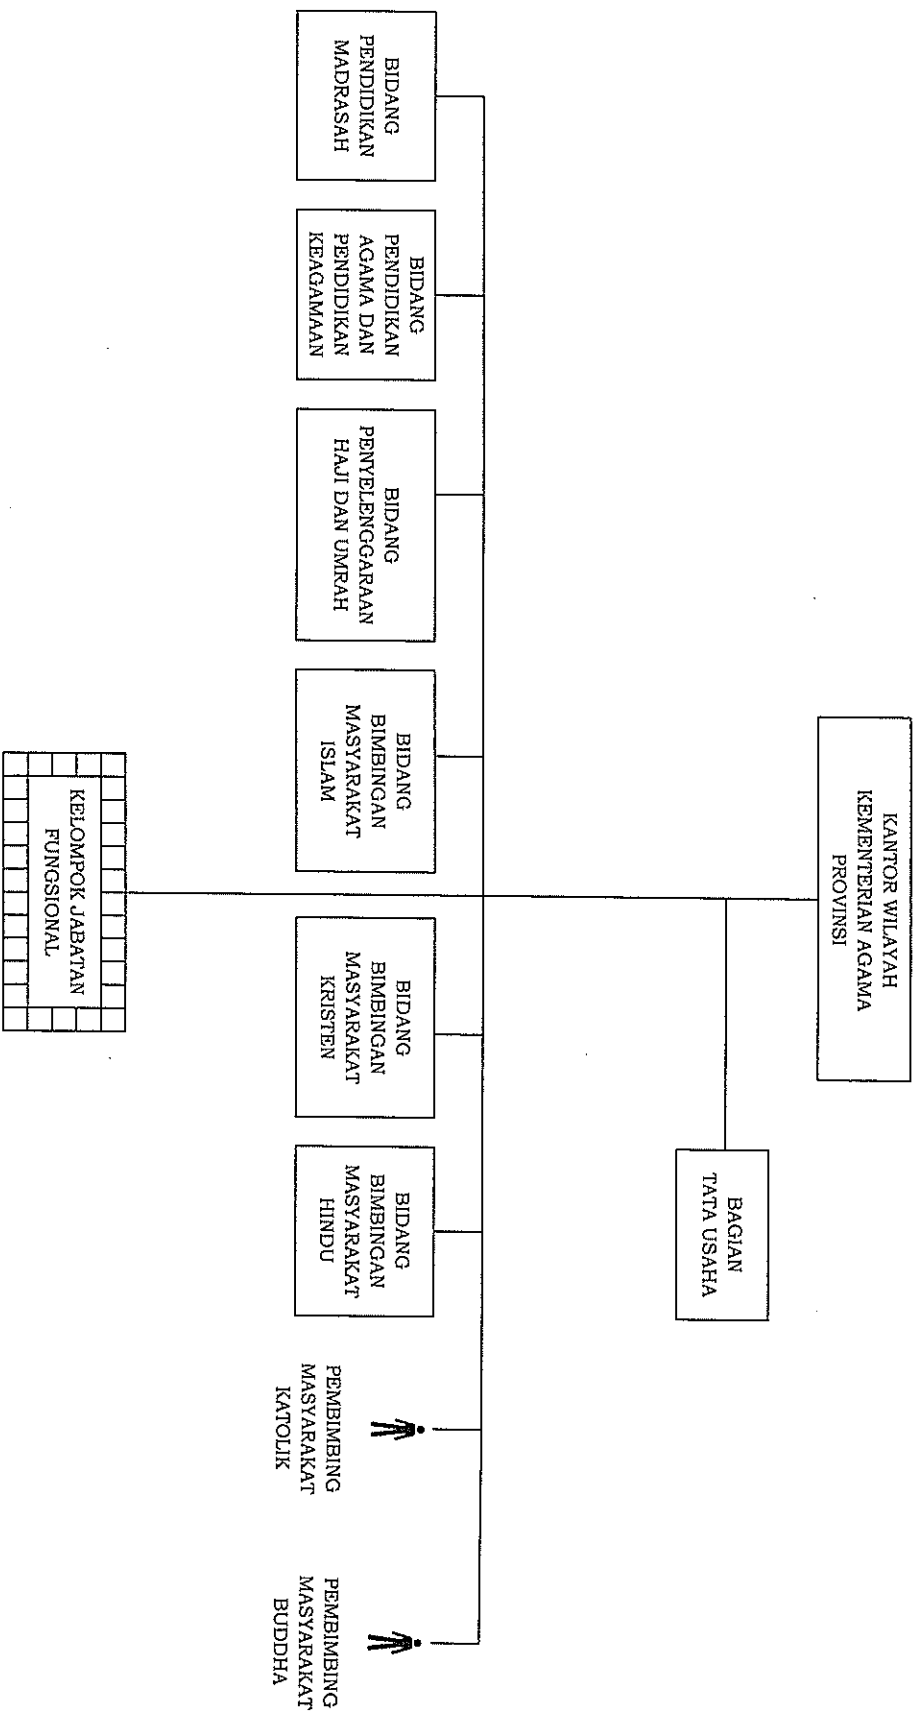 KANTOR WILAYAH
KEMENTERIAN AGAMA
PROVINSI
BAGIAN
TATA USAHA
BIDANG
PENDIDIKAN
MADRASAH
BIDANG
PENDIDIKAN
AGAMA DAN
PENDIDIKAN
KEAGAMAAN
BIDANG
PENYELENGGARAAN
HAJI DAN UMRAH
BIDANG
BIMBINGAN
MASYARAKAT
ISLAM
BIDANG
BIMBINGAN
MASYARAKAT
KRISTEN
BIDANG
BIMBINGAN
MASYARAKAT
HINDU
PEMBIMBING
MASYARAKAT
KATOLIK
PEMBIMBING
MASYARAKAT
BUDDHA
KELOMPOK JABATAN
FUNGSIONAL